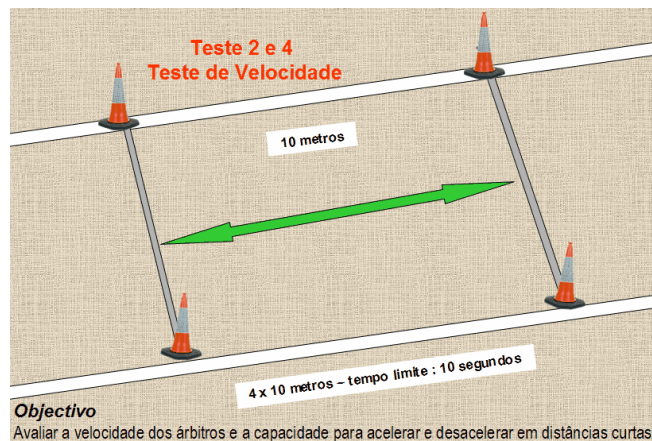 Teste 2 e 4
Teste de Velocidade
10 metros
4 x 10 metros – tempo límite ; 10 segundos
Objectivo
Avaliar a velocidade dos árbitros e a capacidade para acelerar e desacelerar em distâncias curtas